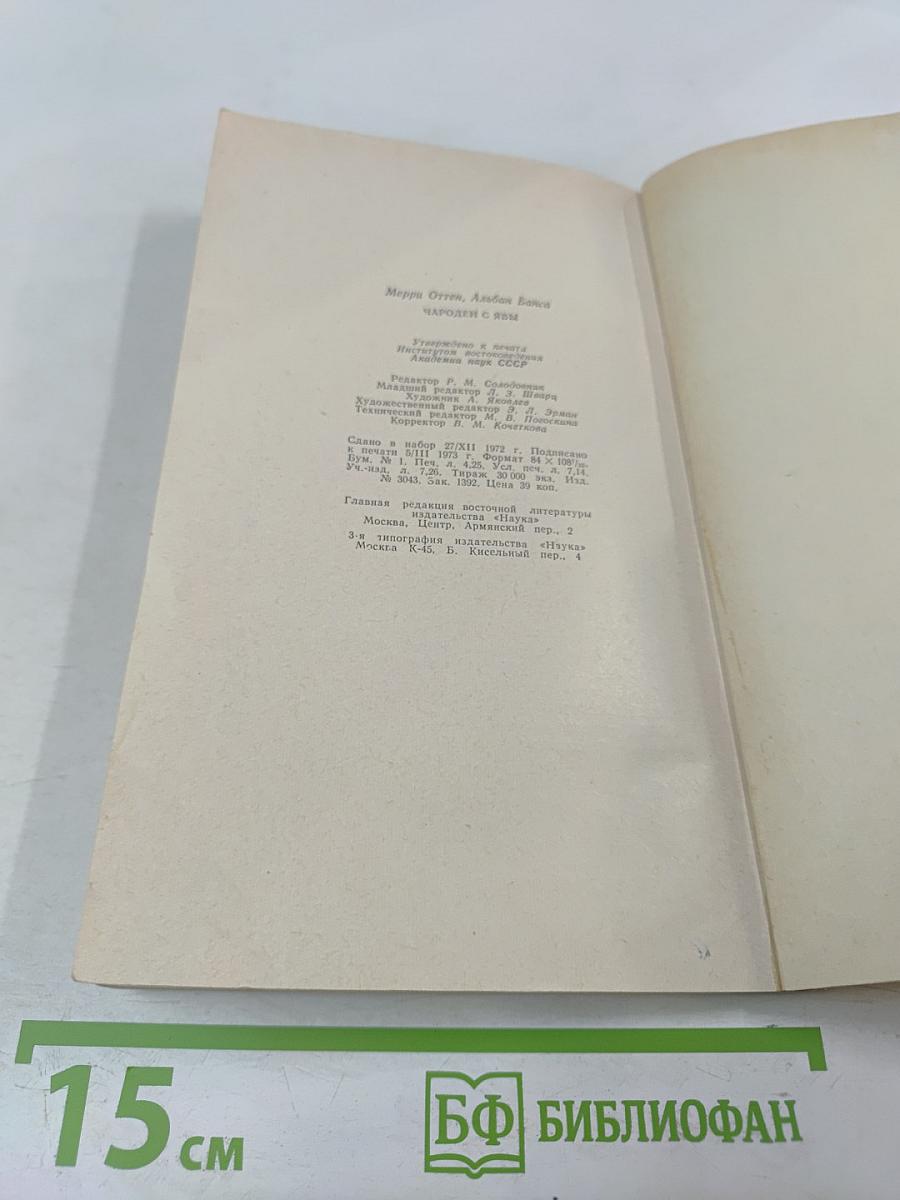 Мерри Оттен, Альбан Банса
ЧАРОДЕИ С ЯВЫ
Утверждено к печати
Институтом востоковедения
Академии наук СССР
Редактор Р. М. Солодовник
Младший редактор Л. З. Шварц
Художник А. Яковлев
Художественный редактор Э. Л. Эрман
Технический редактор М. В. Погоскина
Корректор В. М. Кочеткова
Сдано в набор 27/XII 1972 г. Подписано
к печати 5/III 1973 г. Формат 84 × 108¹/₃₂.
Бум. № 1. Печ. л. 4,25. Усл. печ. л. 7,14.
Уч.-изд. л. 7,26. Тираж 30 000 экз. Изд.
№ 3043. Зак. 1392. Цена 39 коп.
Главная редакция восточной литературы
издательства «Наука»
Москва, Центр, Армянский пер., 2
3-я типография издательства «Наука»
Москва К-45, Б. Кисельный пер., 4
15 см
БФ БИБЛИОФАН